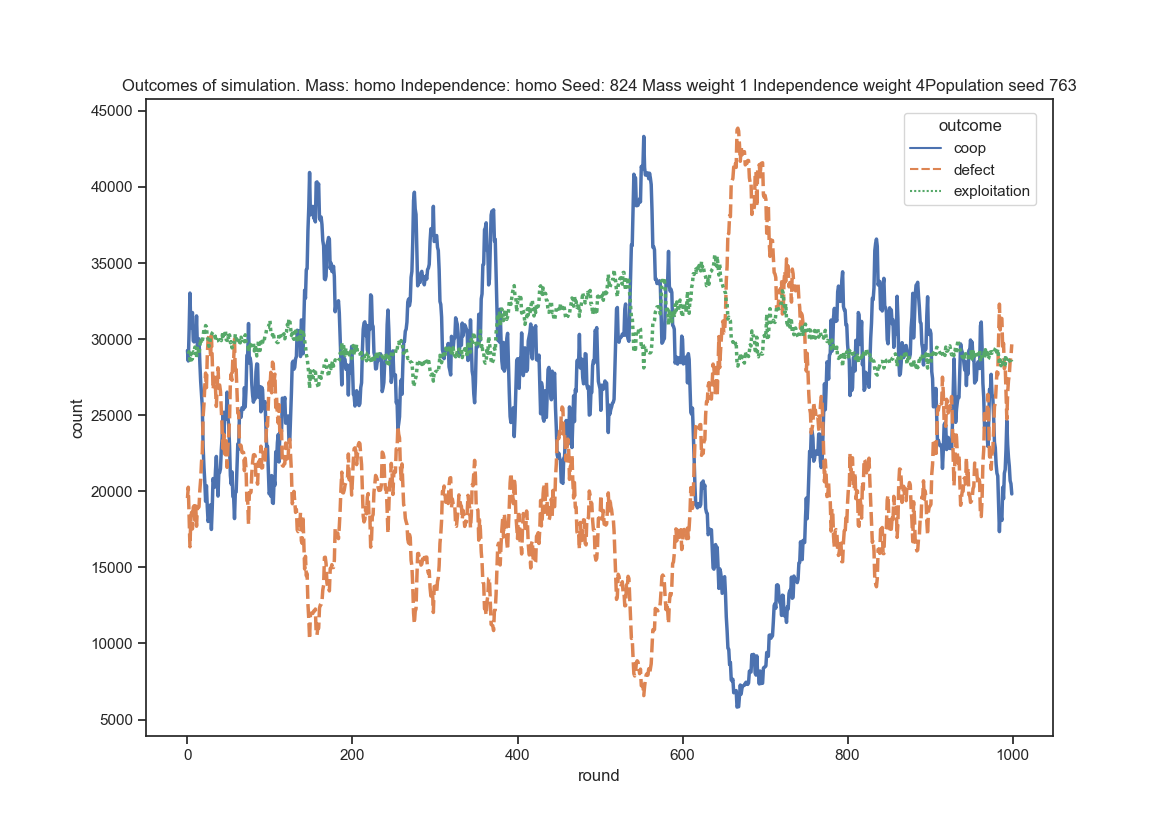 Outcomes of simulation. Mass: homo Independence: homo Seed: 824 Mass weight 1 Independence weight 4Population seed 763
45000
40000
35000
30000
25000
20000
15000
10000
5000
count
outcome
coop
defect
exploitation
0
200
400
600
800
1000
round